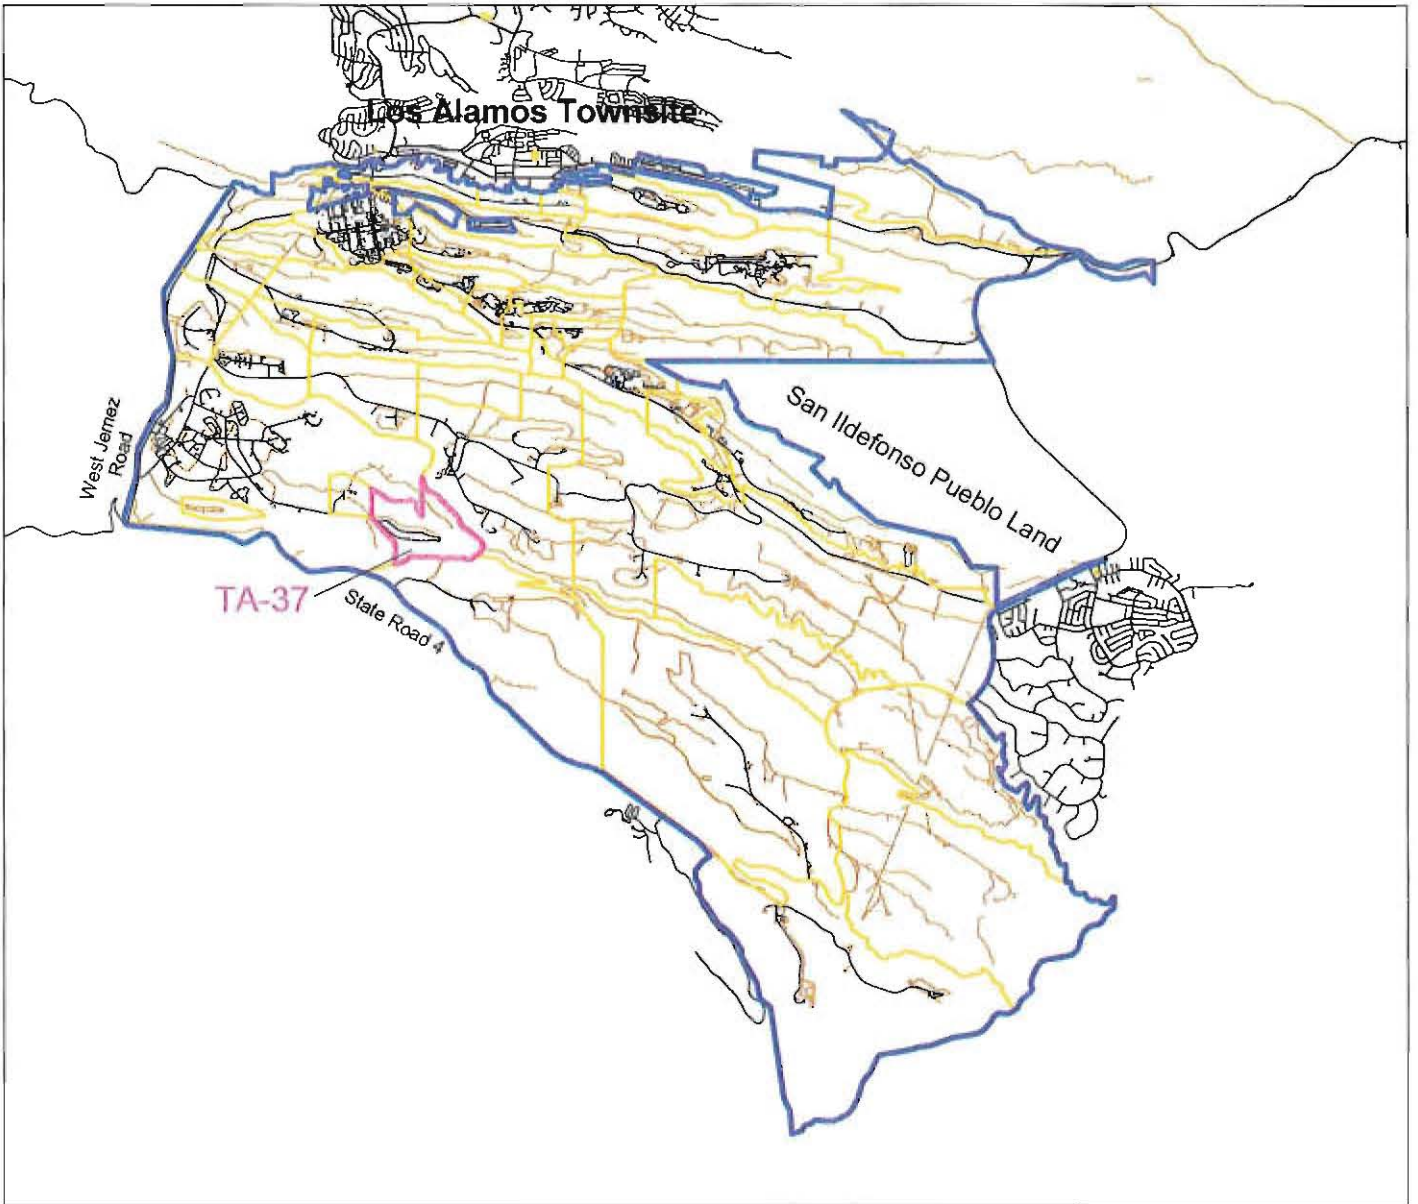 Los Alamos Townsite
San Ildefonso Pueblo Land
West Jemez
Road
TA-37
State Road 4